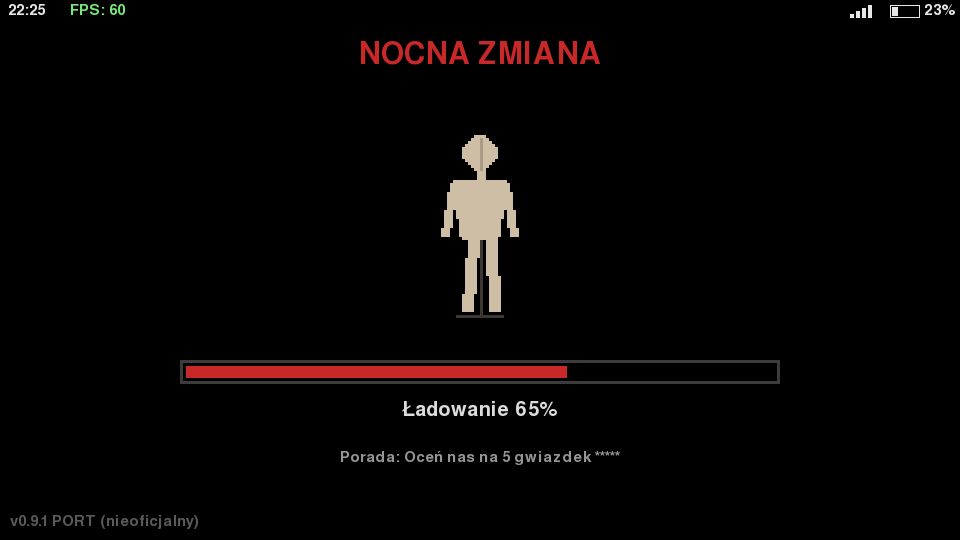 22:25 FPS: 60 23%
NOCNA ZMIANA
Ładowanie 65%
Porada: Oceń nas na 5 gwiazdek *****
v0.9.1 PORT (nieoficjalny)